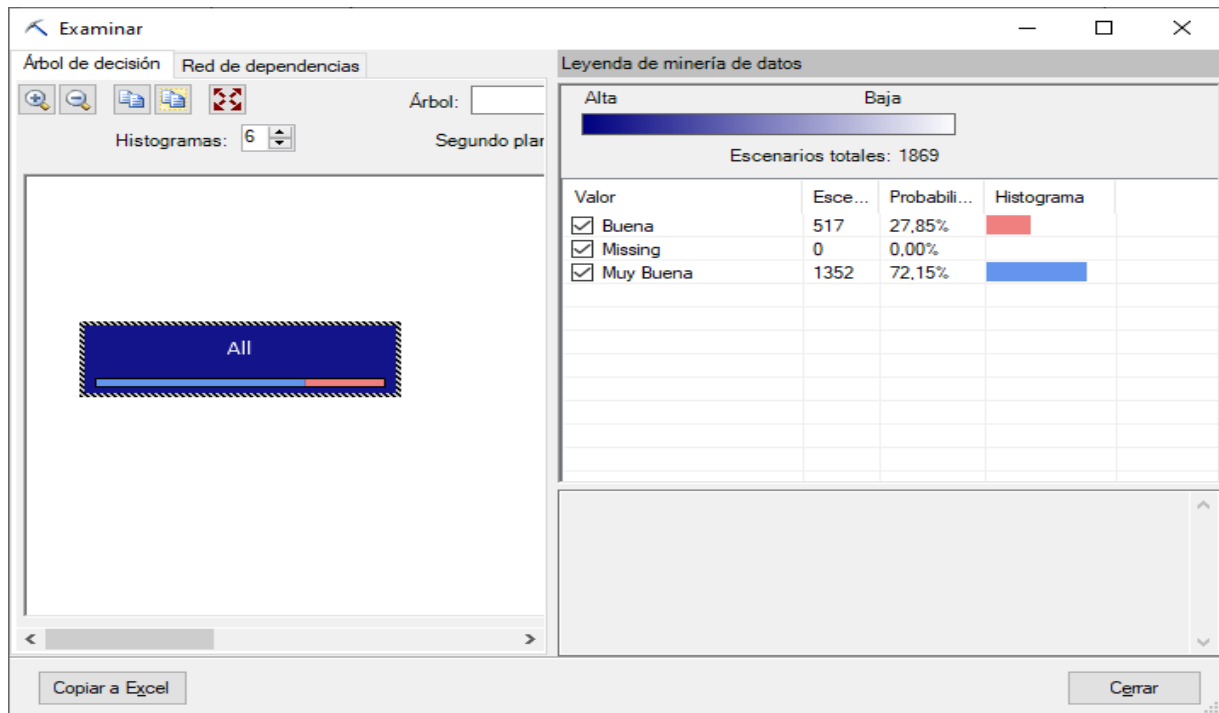 Examinar
Árbol de decisión Red de dependencias
Árbol:
Histogramas: 6 Segundo plan
All
Leyenda de minería de datos
Alta Baja
Escenarios totales: 1869
Valor Esce... Probabili... Histograma
Buena 517 27,85%
Missing 0 0,00%
Muy Buena 1352 72,15%
Copiar a Excel Cerrar